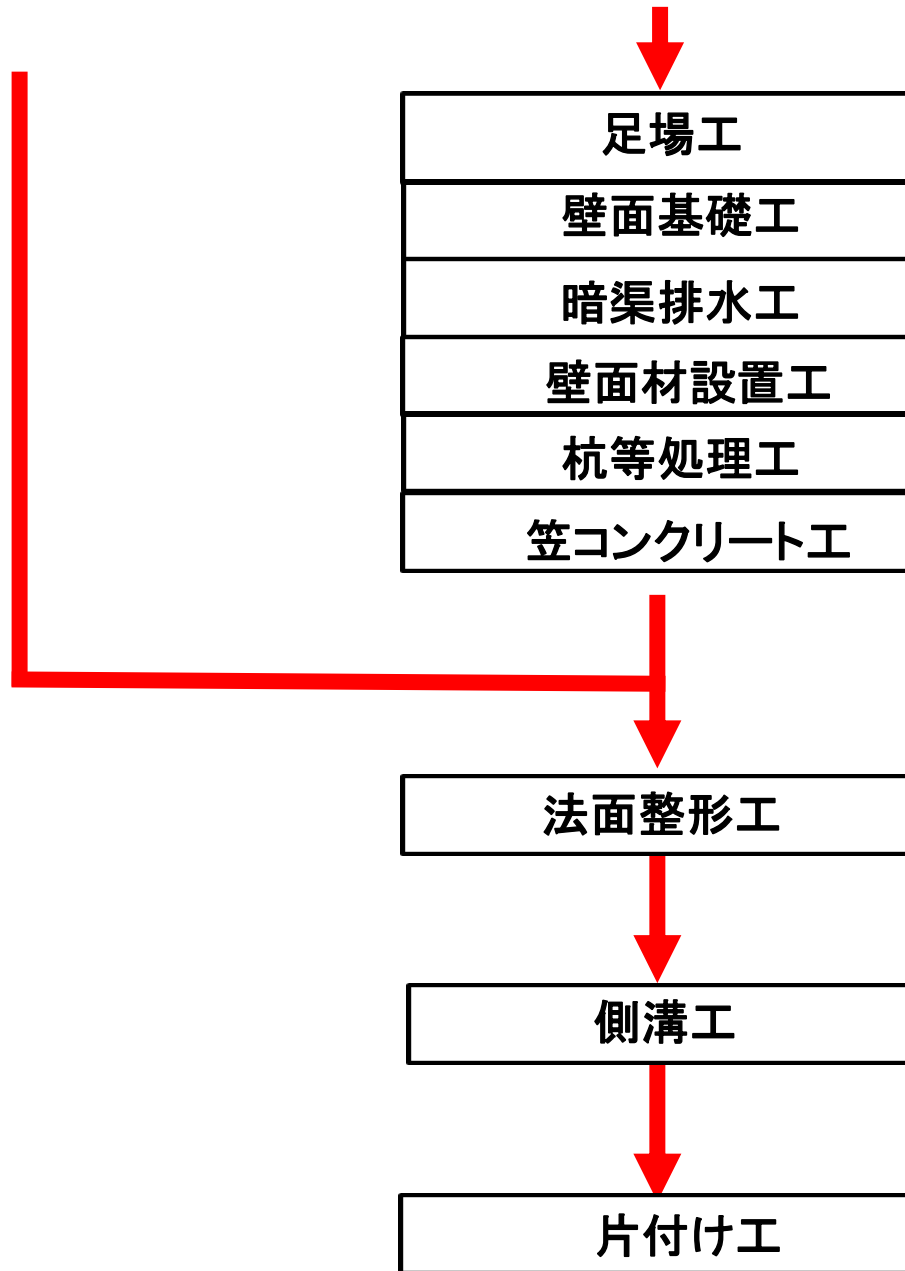 足場工
壁面基礎工
暗渠排水工
壁面材設置工
杭等処理工
笠コンクリート工
法面整形工
側溝工
片付け工